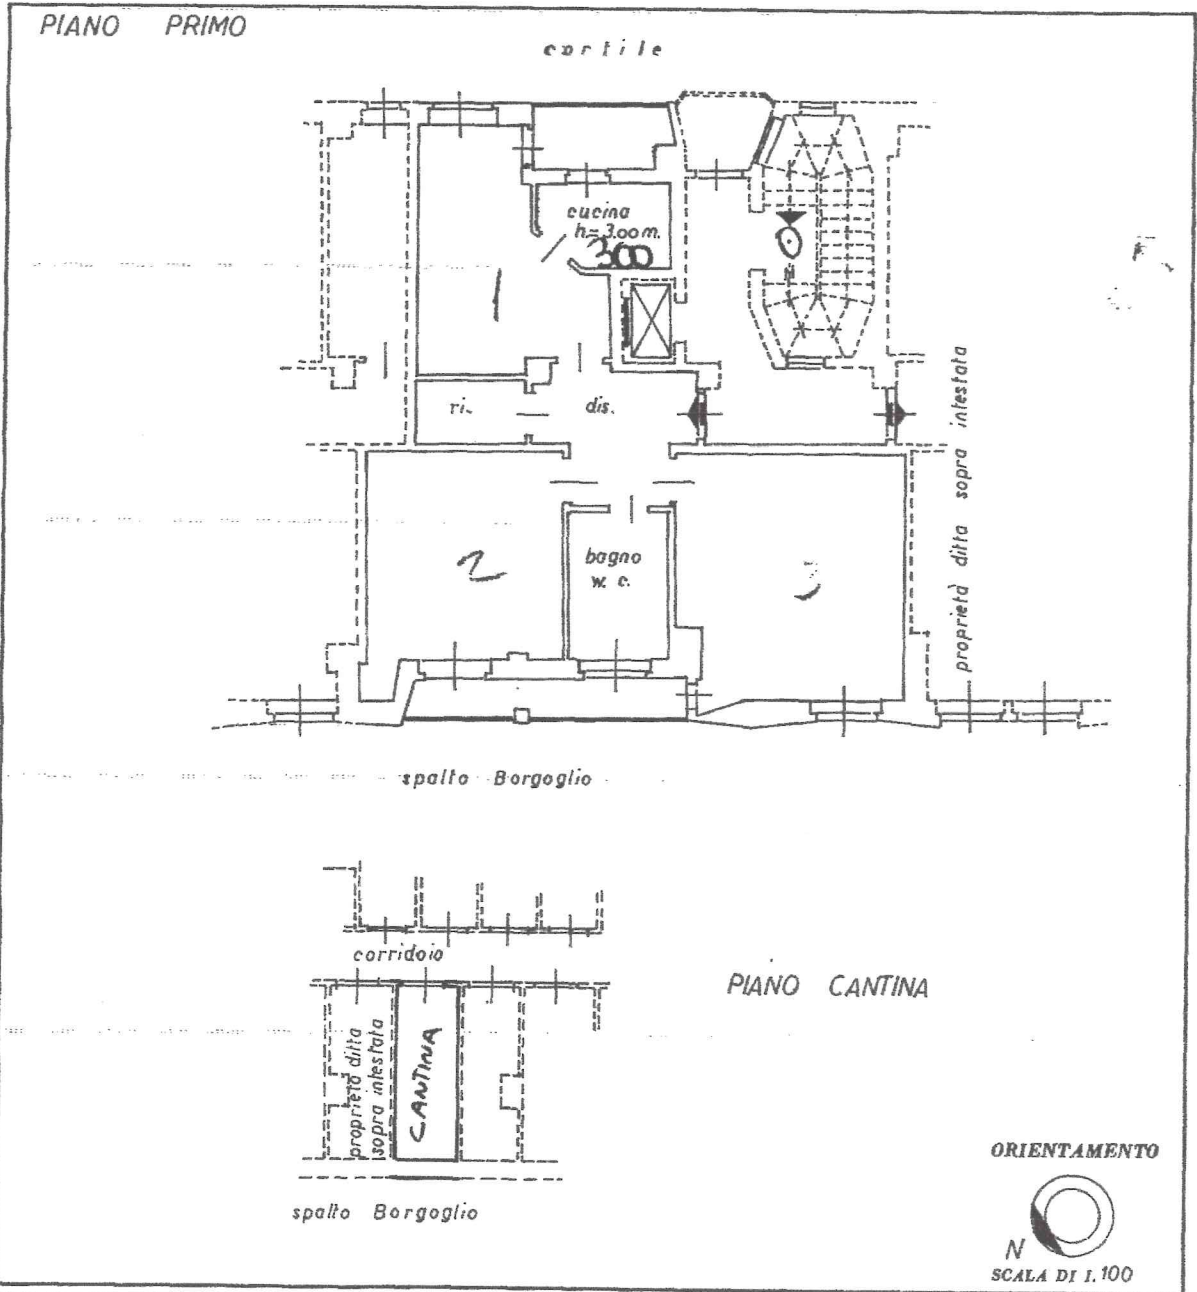 PIANO PRIMO
cortile
cucina
h=3.00m.
300
1
ri.
dis.
2
bagno
w. c.
3
proprietà ditta sopra intestata
spalto Borgoglio
corridoio
proprietà ditta
sopra intestata
CANTINA
PIANO CANTINA
spalto Borgoglio
ORIENTAMENTO
N
SCALA DI 1.100